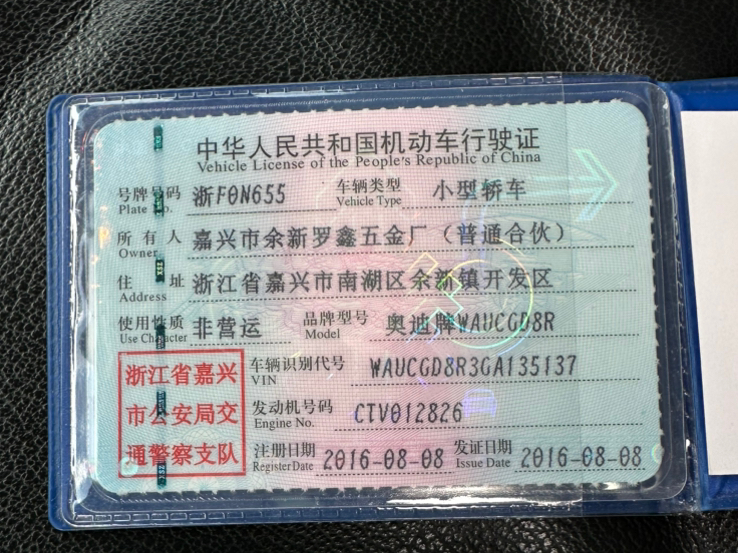 中华人民共和国机动车行驶证
Vehicle License of the People's Republic of China
号牌号码 浙F0N655 车辆类型 小型轿车
Plate No. Vehicle Type
所有人 嘉兴市余新罗鑫五金厂（普通合伙）
Owner
住址 浙江省嘉兴市南湖区余新镇开发区
Address
使用性质 非营运 品牌型号 奥迪牌WAUCGD8R
Use Character Model
浙江省嘉兴
市公安局交
通警察支队
车辆识别代号 WAUCGD8R3GA135137
VIN
发动机号码 CTV012826
Engine No.
注册日期 2016-08-08 发证日期 2016-08-08
Register Date Issue Date